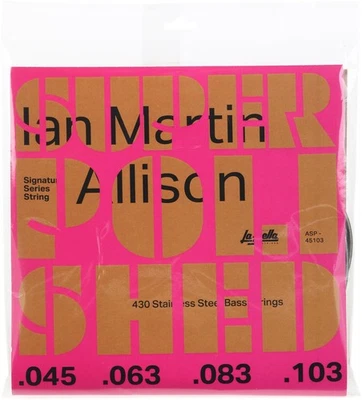 SUPER
Ian Martin
Signature
Series
String
Allison
POLI
La Bella
ASP -
45103
SHED
430 Stainless Steel Bass Strings
.045 .063 .083 .103